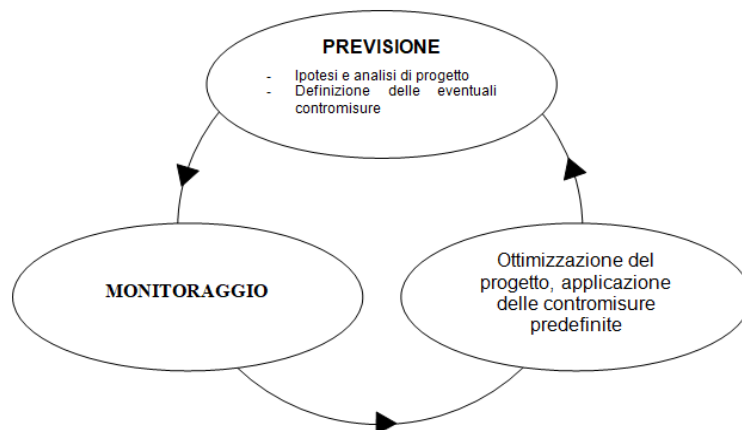 PREVISIONE
- Ipotesi e analisi di progetto
- Definizione delle eventuali
contromisure
MONITORAGGIO
Ottimizzazione del
progetto, applicazione
delle contromisure
predefinite